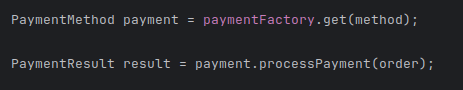 PaymentMethod payment = paymentFactory.get(method);
PaymentResult result = payment.processPayment(order);